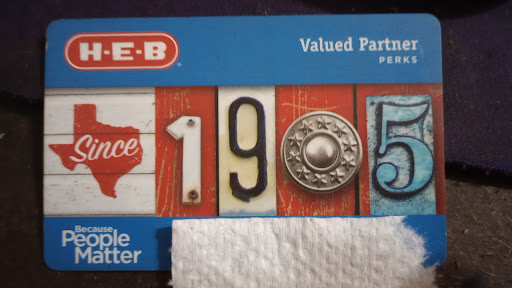 H-E-B
Valued Partner
PERKS
Since
1905
Because
People
Matter